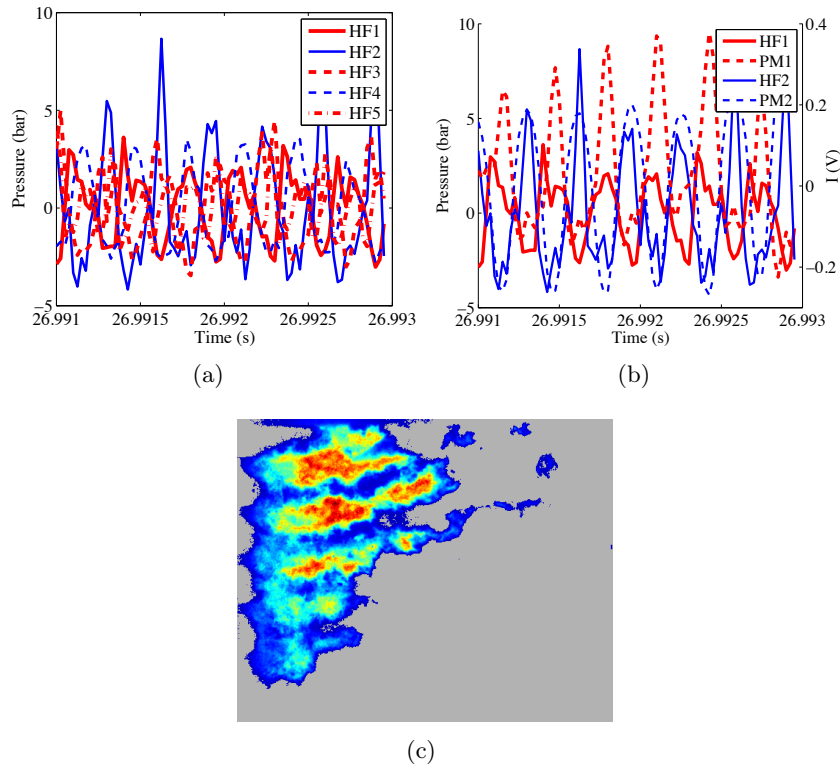 10
5
0
−5
Pressure (bar)
26.991
26.9915
26.992
26.9925
26.993
Time (s)
HF1
HF2
HF3
HF4
HF5
(a)
10
5
0
−5
Pressure (bar)
26.991
26.9915
26.992
26.9925
26.993
Time (s)
0.4
0.2
0
−0.2
I (V)
HF1
PM1
HF2
PM2
(b)
(c)